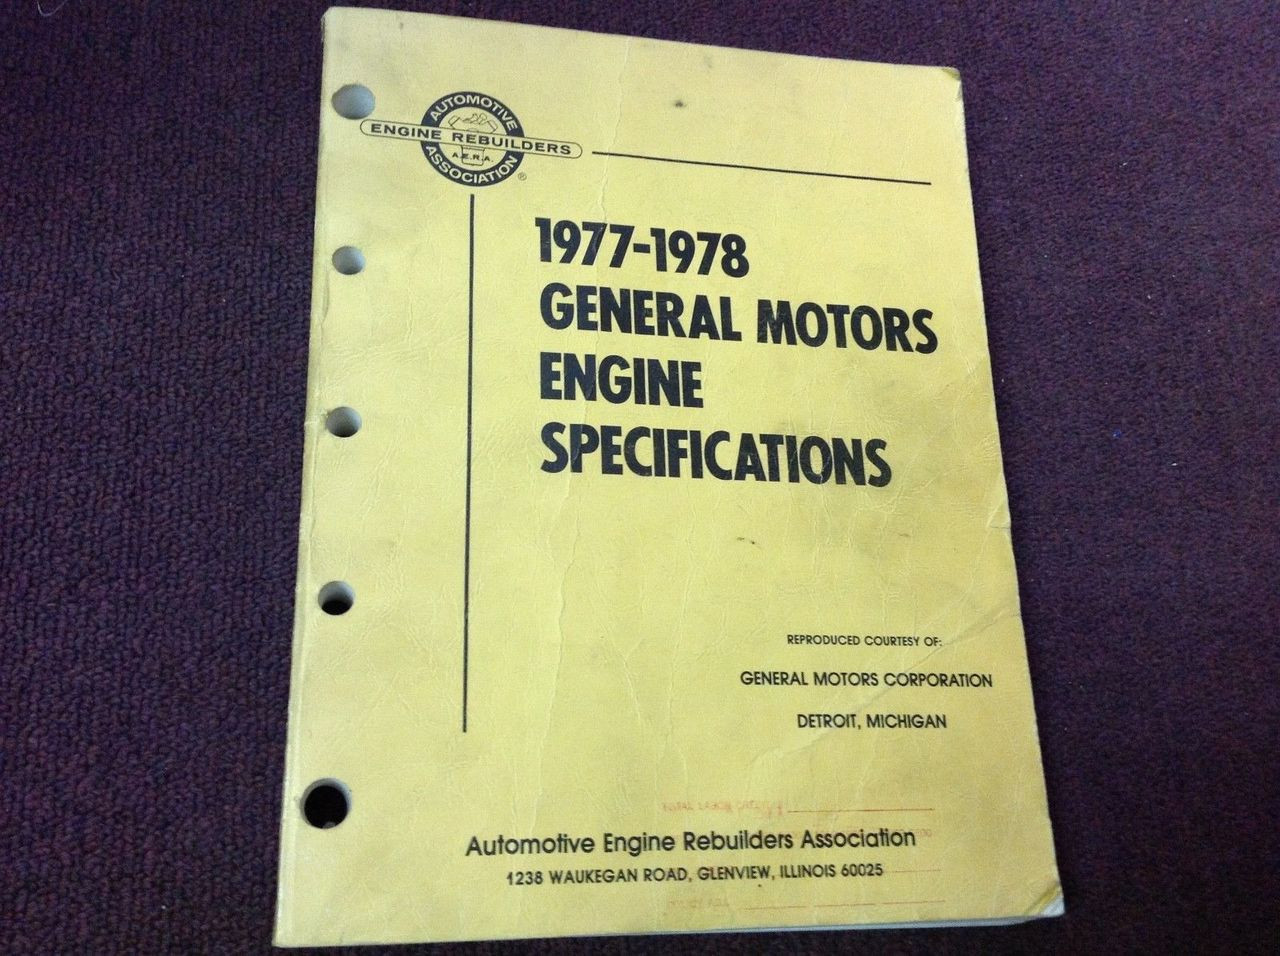 AUTOMOTIVE
ENGINE REBUILDERS
A.E.R.A.
ASSOCIATION
®
1977-1978
GENERAL MOTORS
ENGINE
SPECIFICATIONS
REPRODUCED COURTESY OF:
GENERAL MOTORS CORPORATION
DETROIT, MICHIGAN
Automotive Engine Rebuilders Association
1238 WAUKEGAN ROAD, GLENVIEW, ILLINOIS 60025